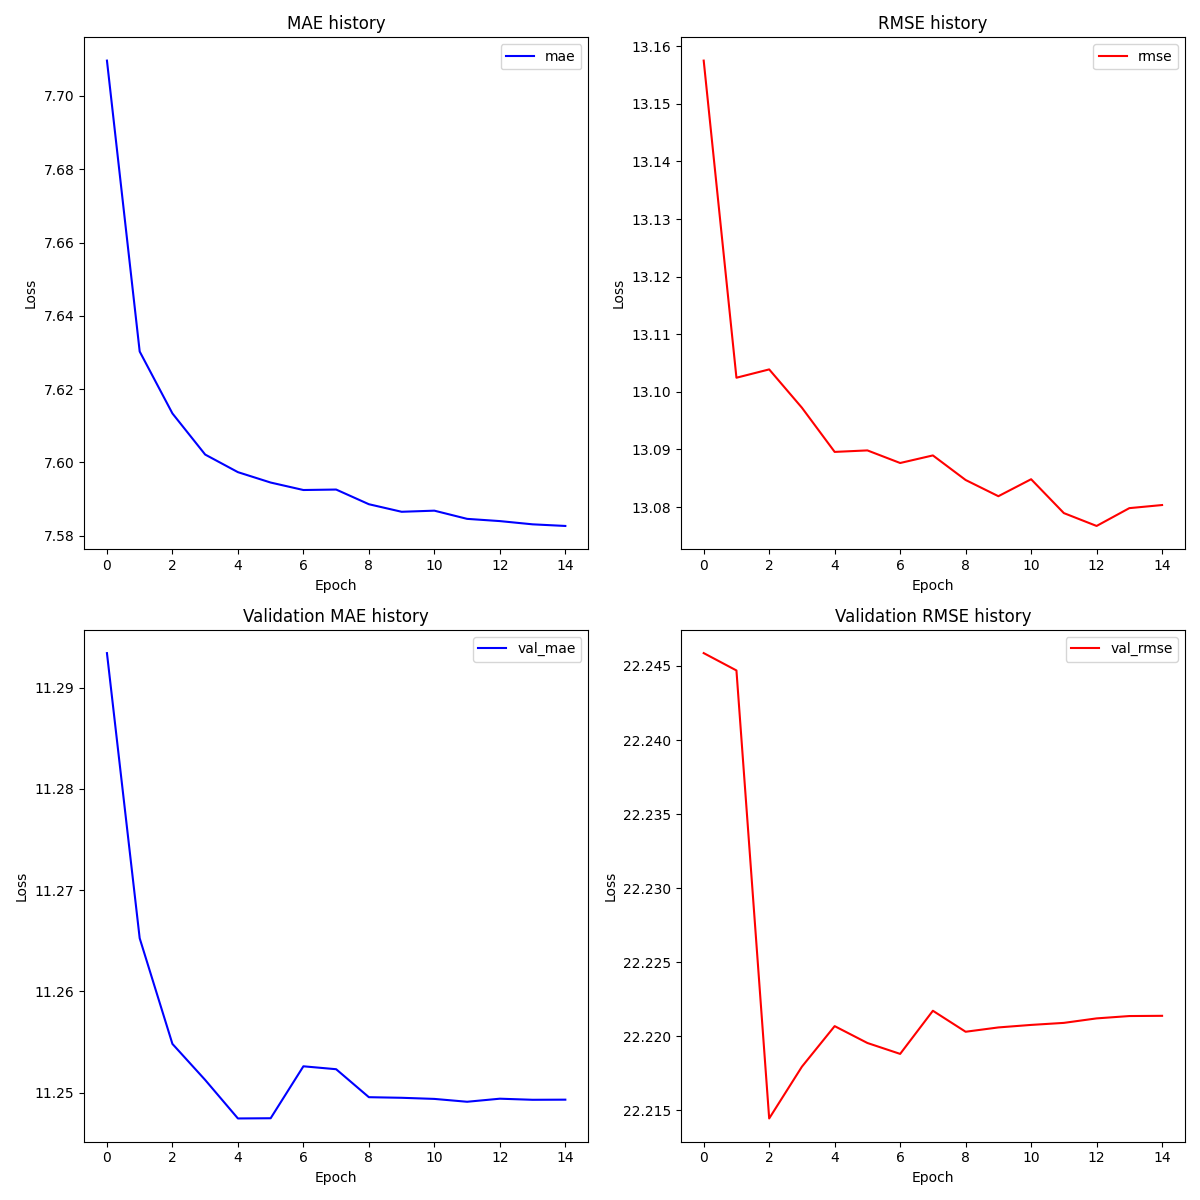 MAE history
mae
7.70
7.68
7.66
7.64
7.62
7.60
7.58
Loss
0 2 4 6 8 10 12 14
Epoch
RMSE history
rmse
13.16
13.15
13.14
13.13
13.12
13.11
13.10
13.09
13.08
Loss
0 2 4 6 8 10 12 14
Epoch
Validation MAE history
val_mae
11.29
11.28
11.27
11.26
11.25
Loss
0 2 4 6 8 10 12 14
Epoch
Validation RMSE history
val_rmse
22.245
22.240
22.235
22.230
22.225
22.220
22.215
Loss
0 2 4 6 8 10 12 14
Epoch